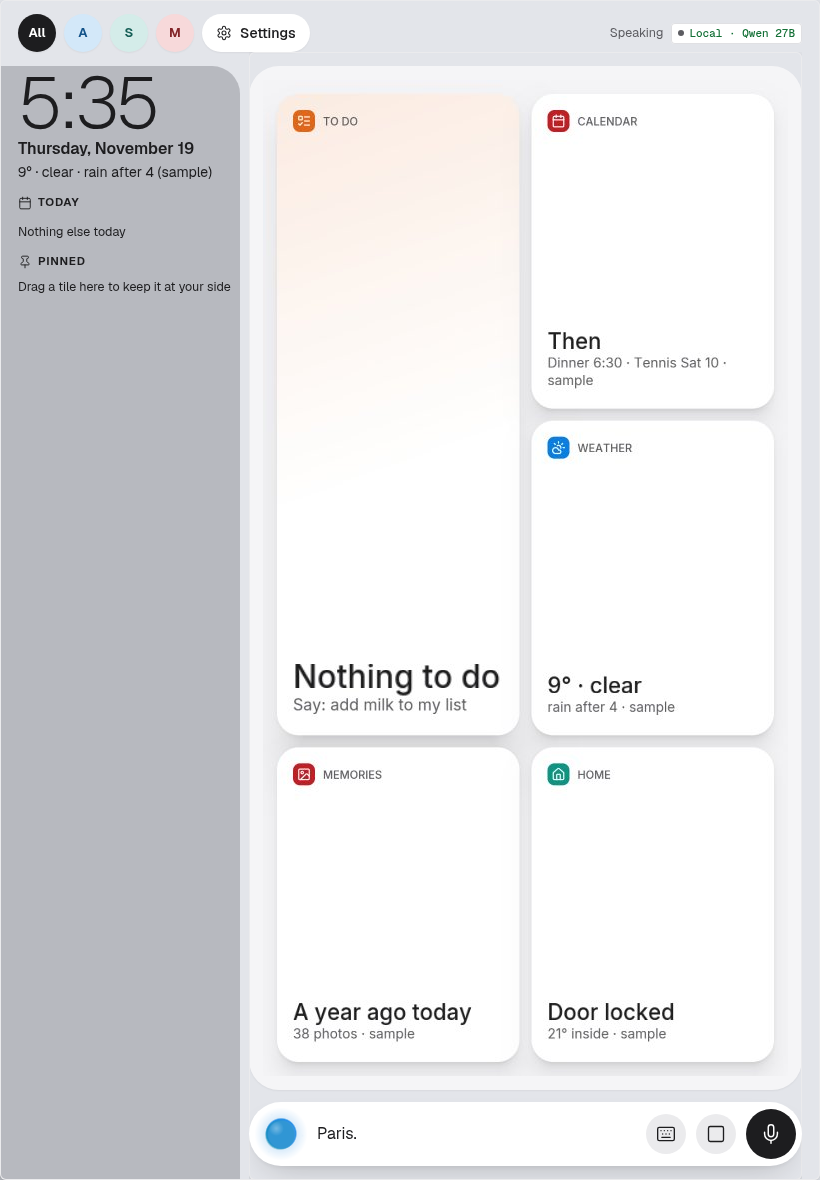 All A S M Settings
Speaking Local · Qwen 27B
5:35
Thursday, November 19
9° · clear · rain after 4 (sample)
TODAY
Nothing else today
PINNED
Drag a tile here to keep it at your side
TO DO
Nothing to do
Say: add milk to my list
CALENDAR
Then
Dinner 6:30 · Tennis Sat 10 ·
sample
WEATHER
9° · clear
rain after 4 · sample
MEMORIES
A year ago today
38 photos · sample
HOME
Door locked
21° inside · sample
Paris.